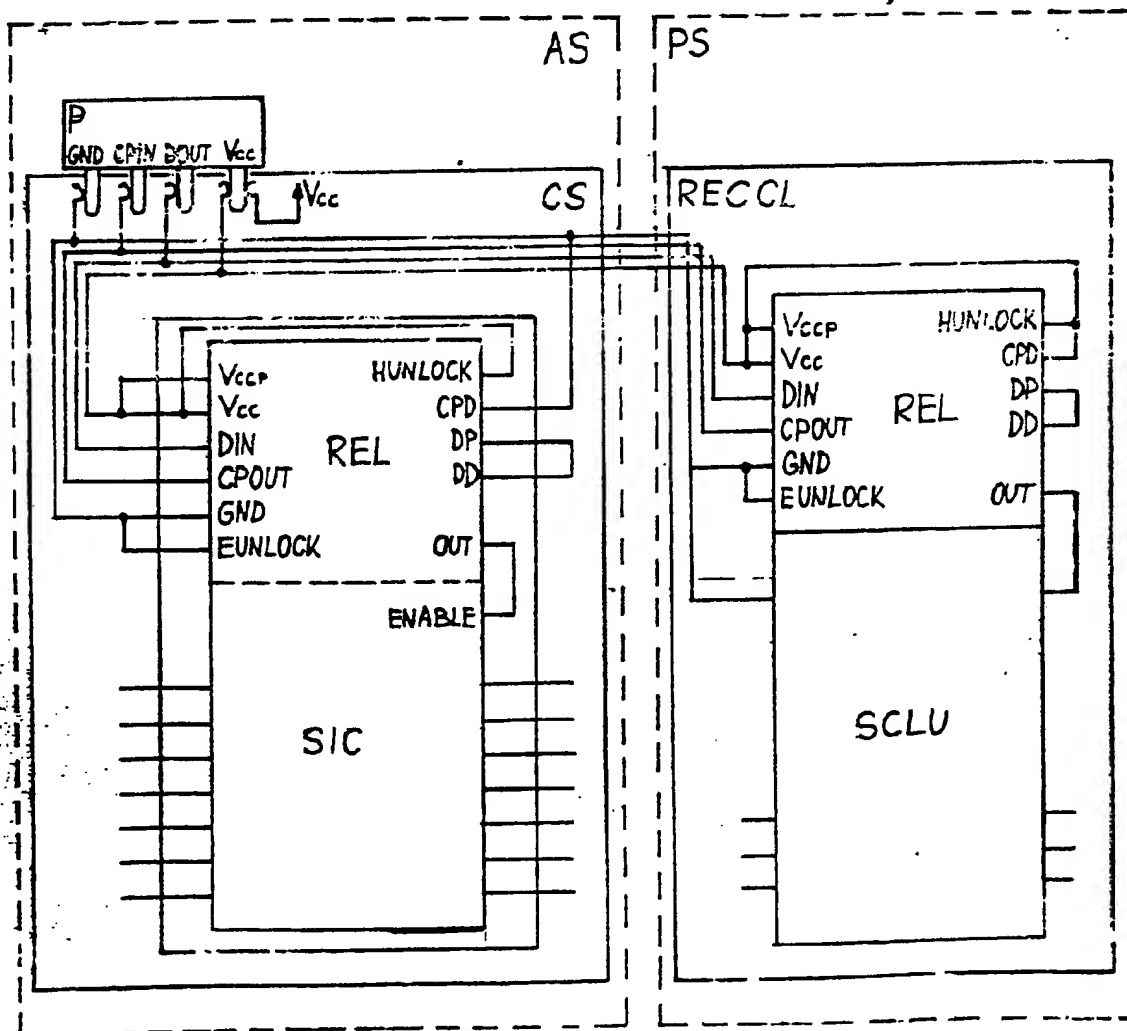 AS
PS
P
GND CPIN DOUT Vcc
Vcc
CS
RECCL
Vccp
Vcc
DIN
CPOUT
GND
EUNLOCK
REL
HUNLOCK
CPD
DP
DD
OUT
ENABLE
SIC
Vccp
Vcc
DIN
CPOUT
GND
EUNLOCK
REL
HUNLOCK
CPD
DP
DD
OUT
SCLU